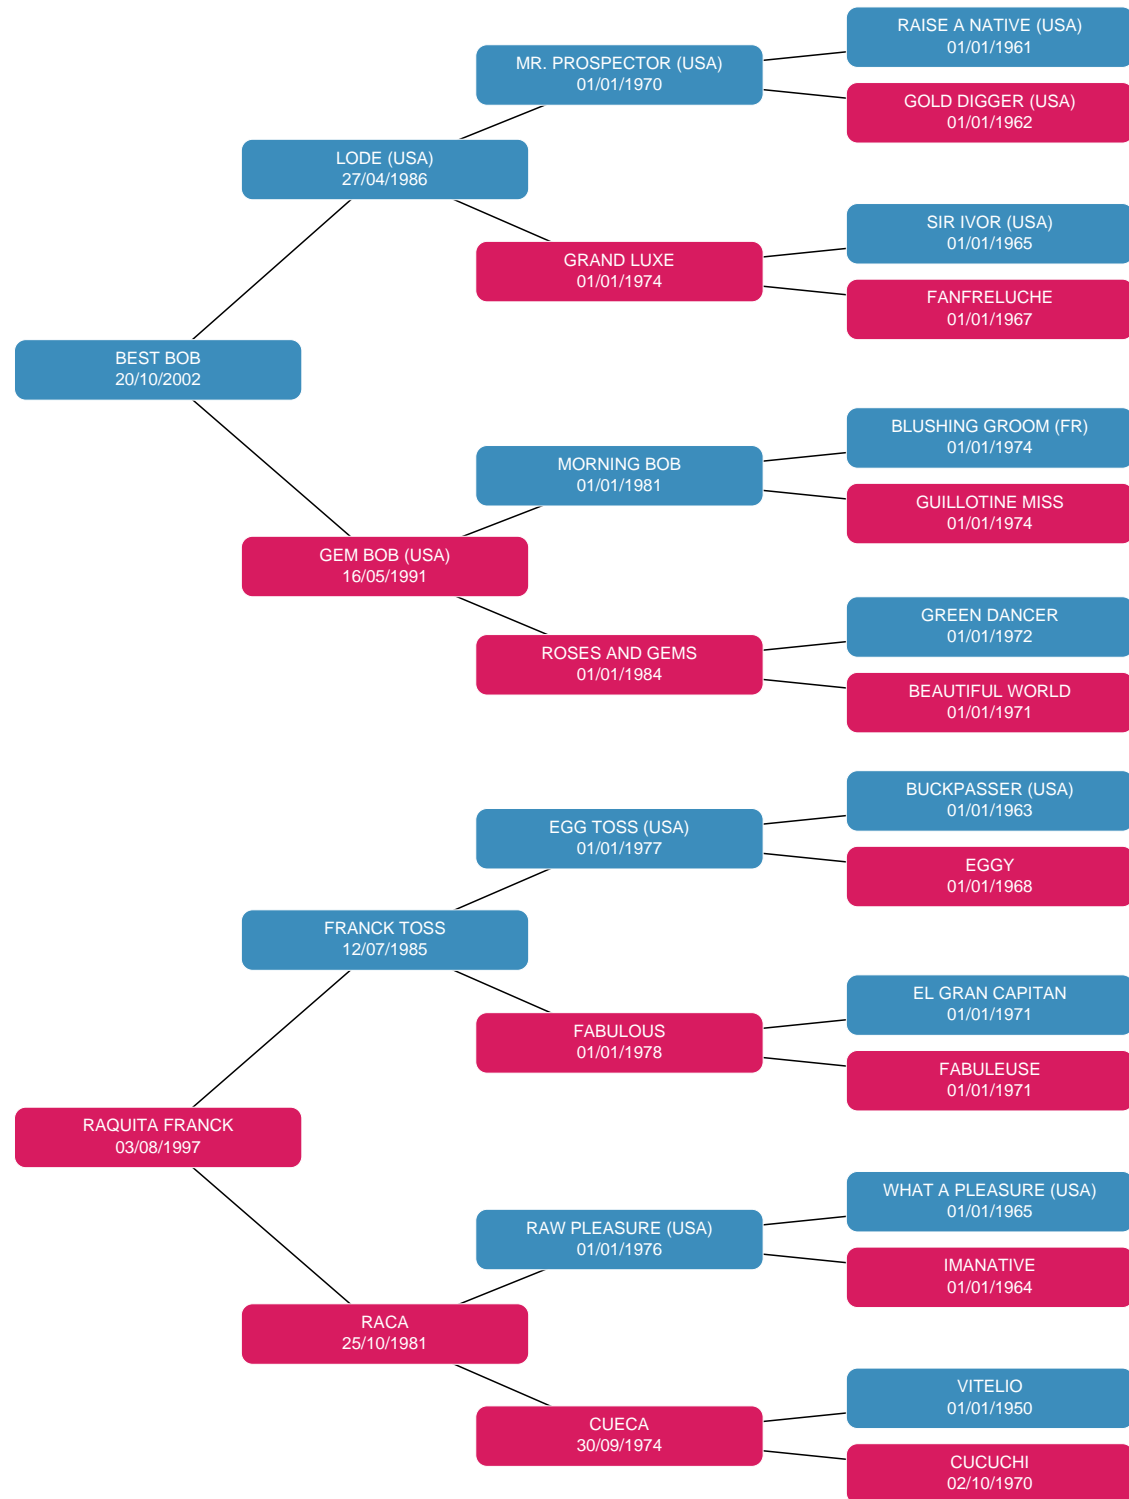 RAISE A NATIVE (USA)
01/01/1961
MR. PROSPECTOR (USA)
01/01/1970
GOLD DIGGER (USA)
01/01/1962
LODE (USA)
27/04/1986
SIR IVOR (USA)
01/01/1965
GRAND LUXE
01/01/1974
FANFRELUCHE
01/01/1967
BEST BOB
20/10/2002
BLUSHING GROOM (FR)
01/01/1974
MORNING BOB
01/01/1981
GUILLOTINE MISS
01/01/1974
GEM BOB (USA)
16/05/1991
GREEN DANCER
01/01/1972
ROSES AND GEMS
01/01/1984
BEAUTIFUL WORLD
01/01/1971
BUCKPASSER (USA)
01/01/1963
EGG TOSS (USA)
01/01/1977
EGGY
01/01/1968
FRANCK TOSS
12/07/1985
EL GRAN CAPITAN
01/01/1971
FABULOUS
01/01/1978
FABULEUSE
01/01/1971
RAQUITA FRANCK
03/08/1997
WHAT A PLEASURE (USA)
01/01/1965
RAW PLEASURE (USA)
01/01/1976
IMANATIVE
01/01/1964
RACA
25/10/1981
VITELIO
01/01/1950
CUECA
30/09/1974
CUCUCHI
02/10/1970